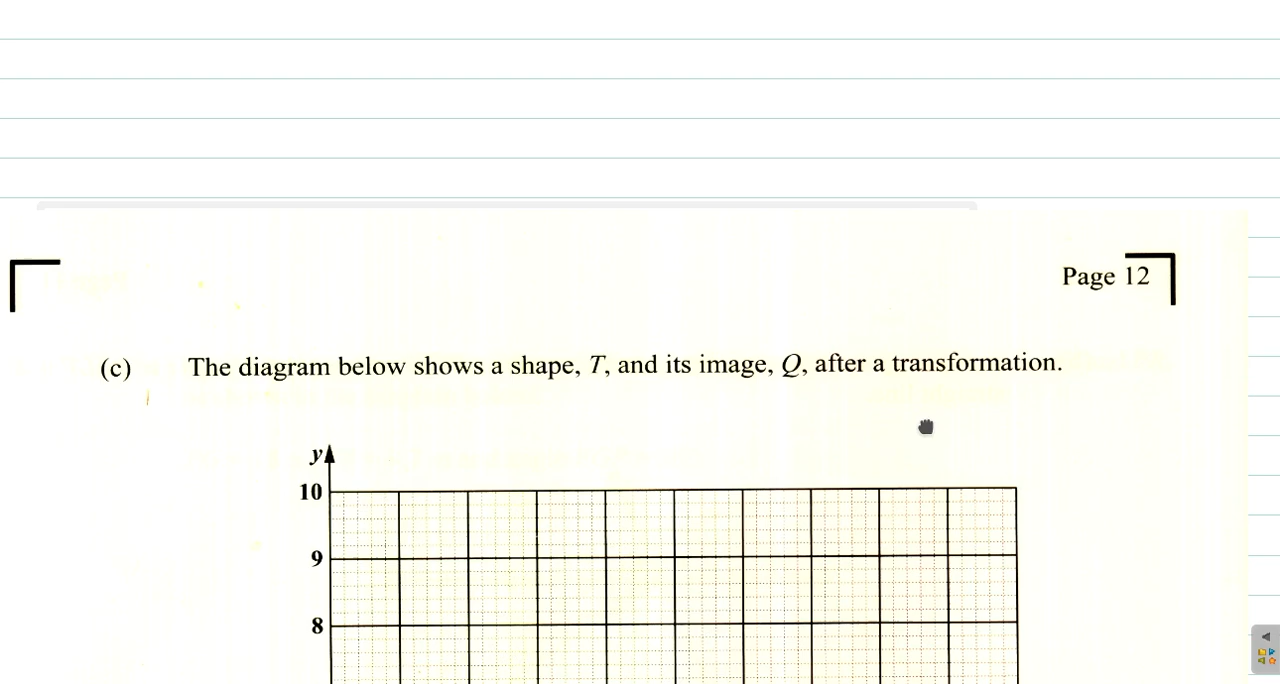 Page 12
(c) The diagram below shows a shape, T, and its image, Q, after a transformation.
y
10
9
8